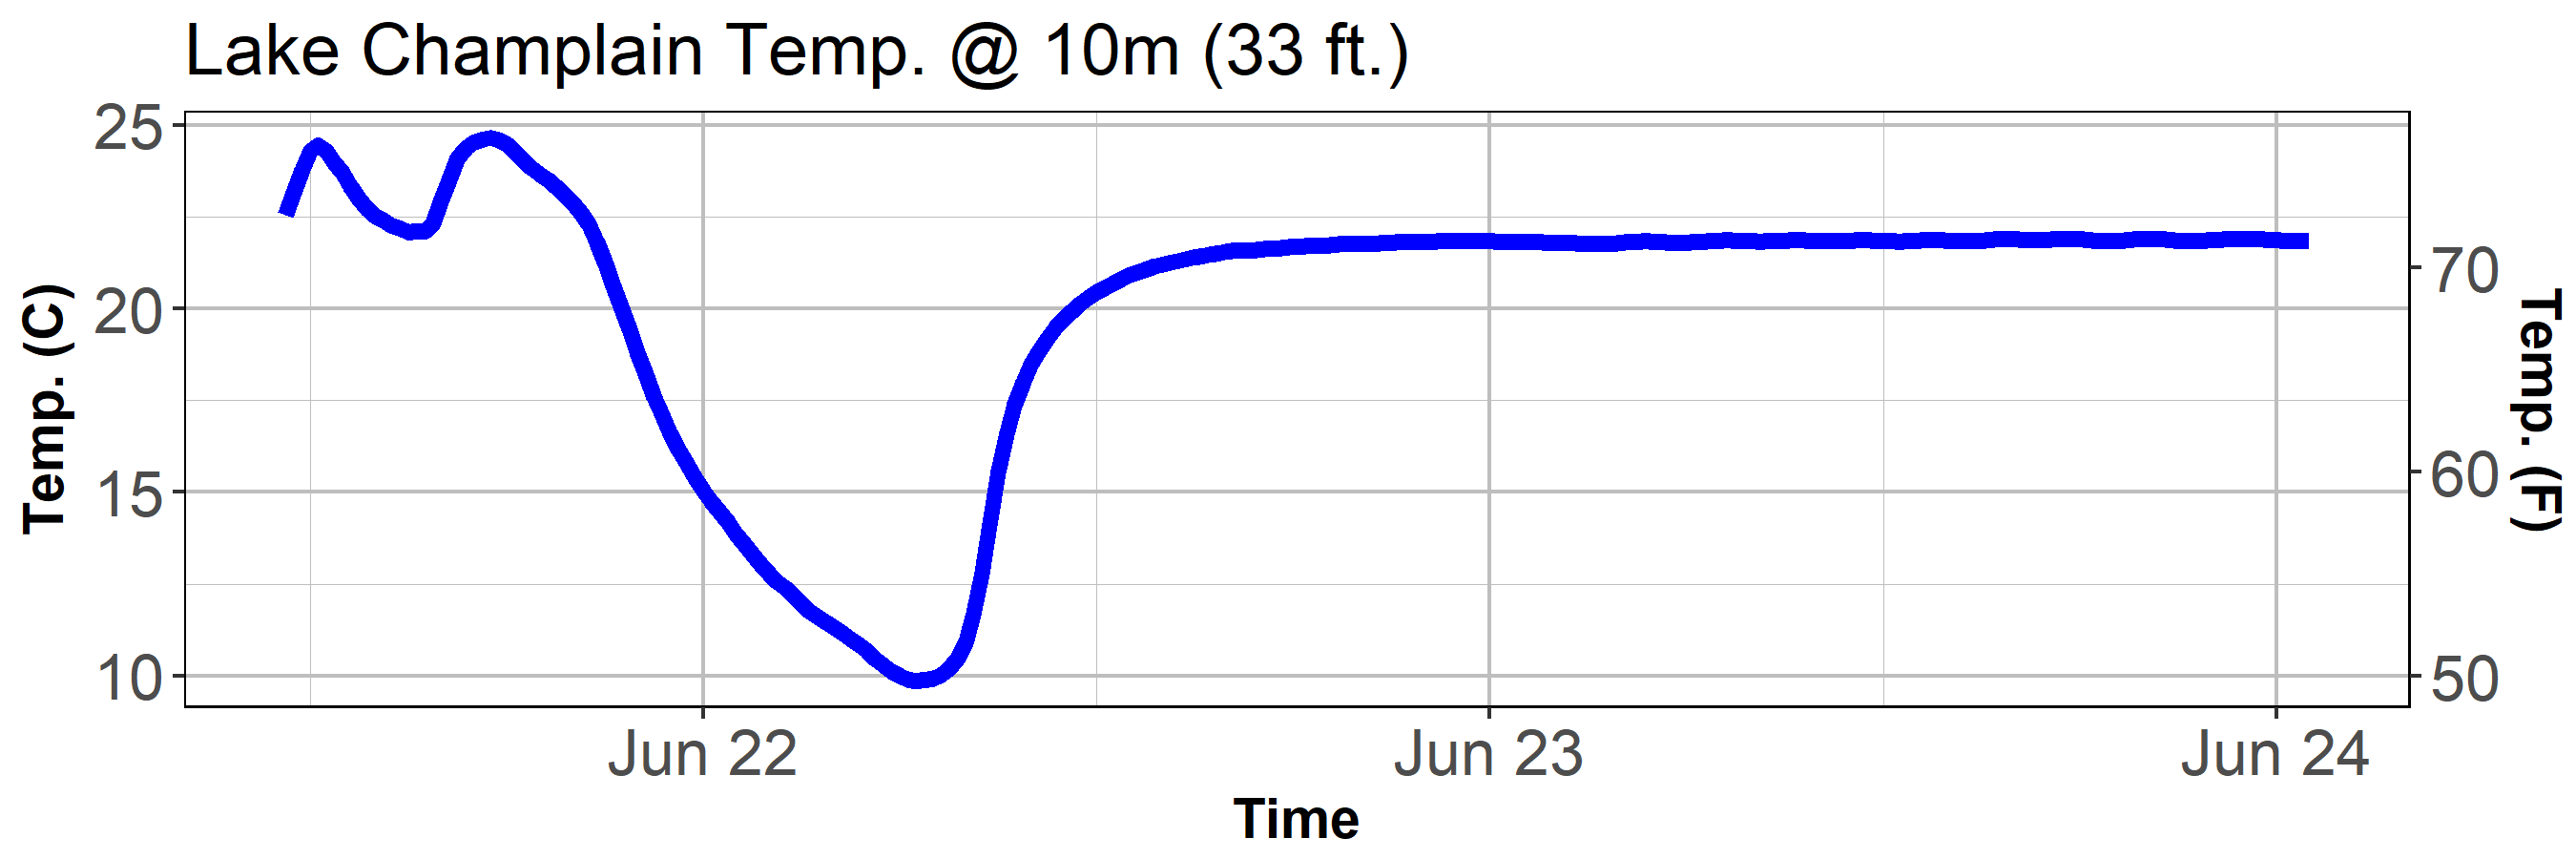 Lake Champlain Temp. @ 10m (33 ft.)
25
20
15
10
Temp. (C)
70
60
50
Temp. (F)
Jun 22
Jun 23
Jun 24
Time